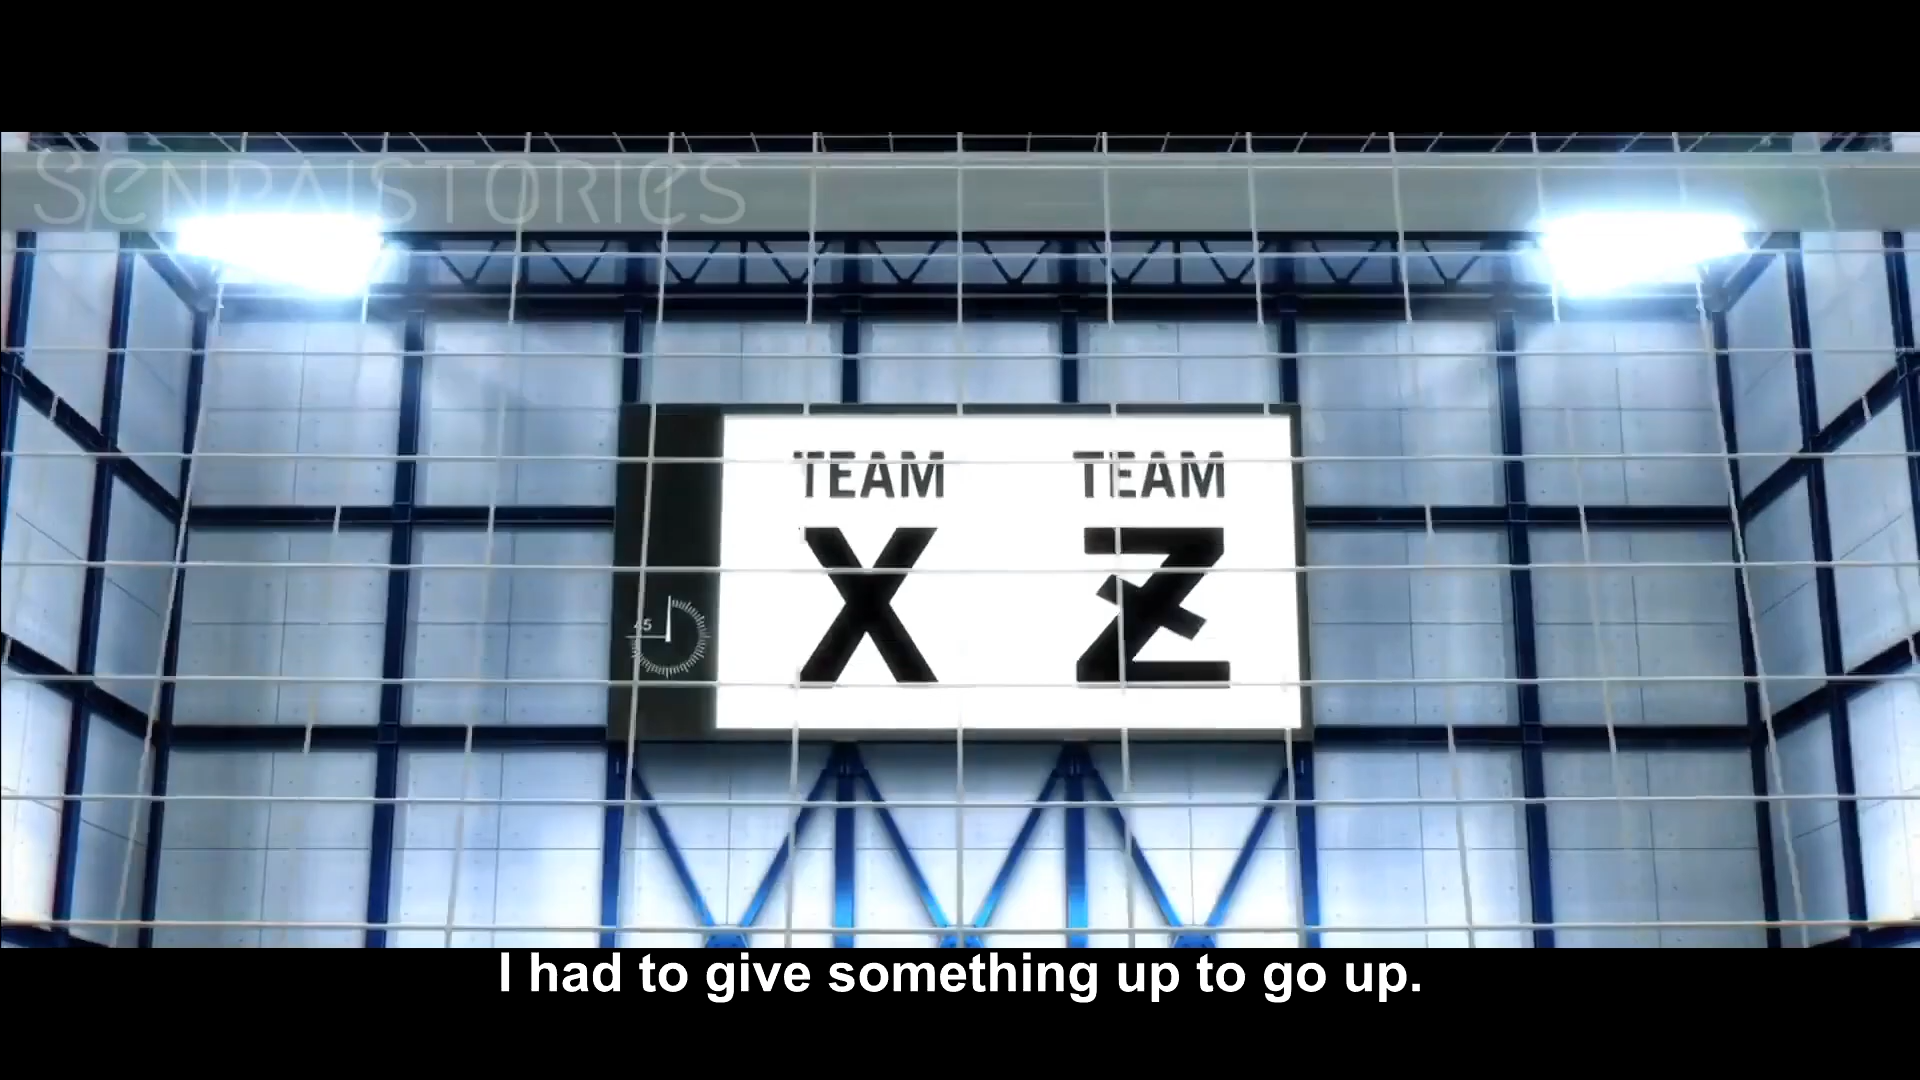 SENPAISTORIES
TEAM TEAM
X Z
45
I had to give something up to go up.